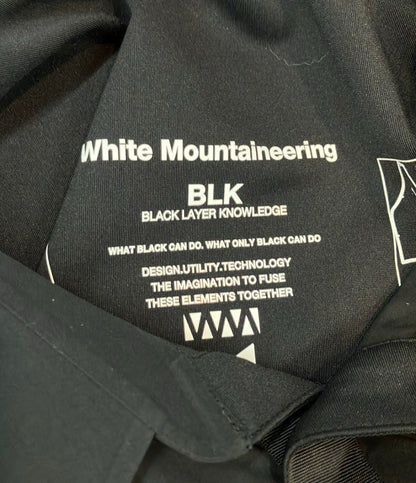 White Mountaineering
BLK
BLACK LAYER KNOWLEDGE
WHAT BLACK CAN DO. WHAT ONLY BLACK CAN DO
DESIGN.UTILITY.TECHNOLOGY
THE IMAGINATION TO FUSE
THESE ELEMENTS TOGETHER